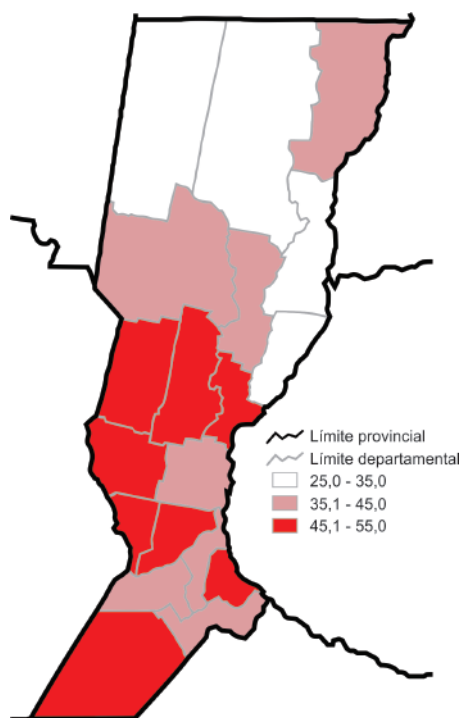 Límite provincial
Límite departamental
25,0 - 35,0
35,1 - 45,0
45,1 - 55,0